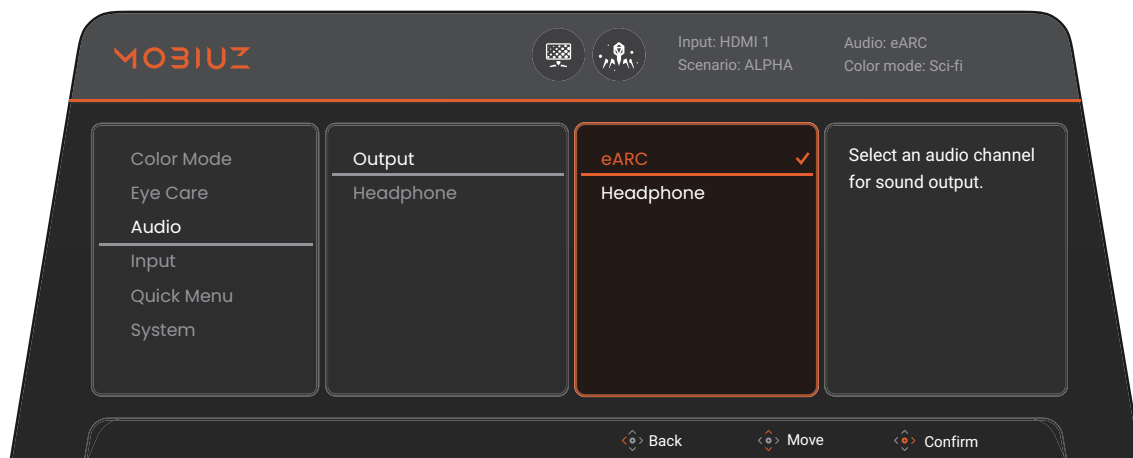 MOBIUZ
Input: HDMI 1
Scenario: ALPHA
Audio: eARC
Color mode: Sci-fi
Color Mode
Eye Care
Audio
Input
Quick Menu
System
Output
Headphone
eARC
Headphone
Select an audio channel
for sound output.
Back
Move
Confirm